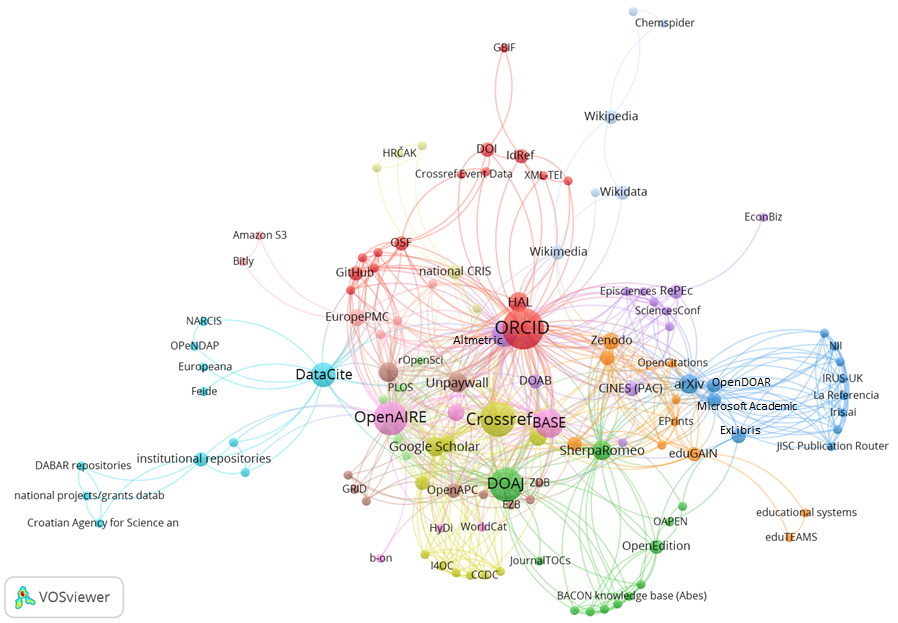 Chemspider
GBIF
Wikipedia
DOI
IdRef
HRČAK
Crossref Event Data
XML-TEI
Wikidata
EconBiz
Amazon S3
OSF
Wikimedia
Bitly
GitHub
national CRIS
Episciences
RePEc
HAL
SciencesConf
NARCIS
EuropePMC
ORCID
Altmetric
Zenodo
OPeNDAP
NII
rOpenSci
OpenCitations
Europeana
DataCite
IRUS-UK
PLOS
Unpaywall
DOAB
CINES (PAC)
arXiv
OpenDOAR
Feide
La Referencia
Microsoft Academic
Iris.ai
OpenAIRE
Crossref
BASE
EPrints
ExLibris
Google Scholar
SherpaRomeo
eduGAIN
JISC Publication Router
institutional repositories
DABAR repositories
GRID
OpenAPC
DOAJ
ZDB
national projects/grants datab
EZB
educational systems
Croatian Agency for Science an
HyDi
WorldCat
OAPEN
eduTEAMS
OpenEdition
b-on
I4OC
CCDC
JournalTOCs
BACON knowledge base (Abes)
VOSviewer